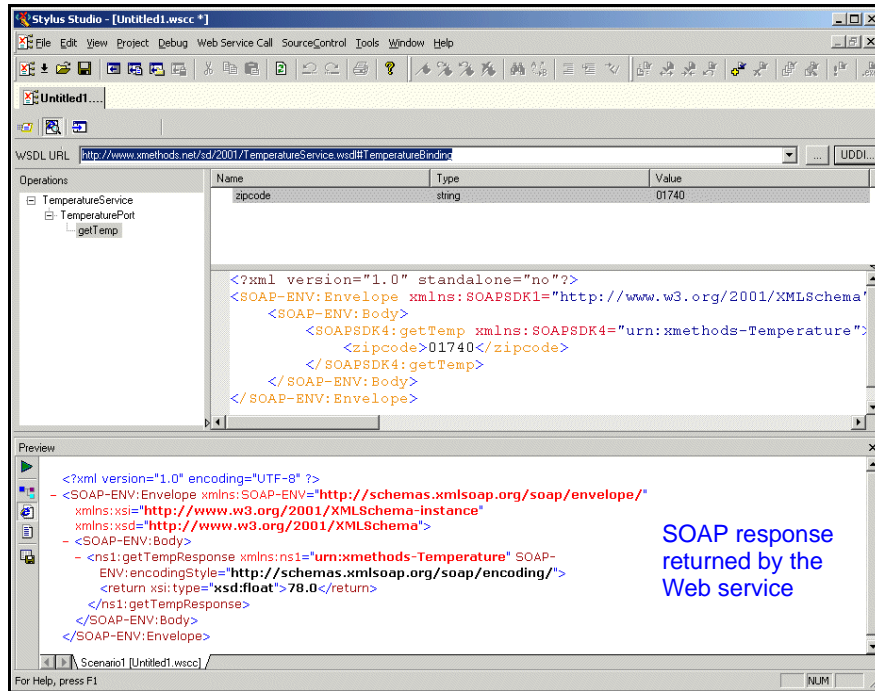 Stylus Studio - [Untitled1.wscc *]
File Edit View Project Debug Web Service Call SourceControl Tools Window Help
Untitled1....
WSDL URL http://www.xmethods.net/sd/2001/TemperatureService.wsdl#TemperatureBinding ... UDDI...
Operations
TemperatureService
TemperaturePort
getTemp
Name Type Value
zipcode string 01740
<?xml version="1.0" standalone="no"?>
<SOAP-ENV:Envelope xmlns:SOAPSDK1="http://www.w3.org/2001/XMLSchema"
<SOAP-ENV:Body>
<SOAPSDK4:getTemp xmlns:SOAPSDK4="urn:xmethods-Temperature">
<zipcode>01740</zipcode>
</SOAPSDK4:getTemp>
</SOAP-ENV:Body>
</SOAP-ENV:Envelope>
Preview
<?xml version="1.0" encoding="UTF-8" ?>
- <SOAP-ENV:Envelope xmlns:SOAP-ENV="http://schemas.xmlsoap.org/soap/envelope/"
xmlns:xsi="http://www.w3.org/2001/XMLSchema-instance"
xmlns:xsd="http://www.w3.org/2001/XMLSchema">
- <SOAP-ENV:Body>
- <ns1:getTempResponse xmlns:ns1="urn:xmethods-Temperature" SOAP-
ENV:encodingStyle="http://schemas.xmlsoap.org/soap/encoding/">
<return xsi:type="xsd:float">78.0</return>
</ns1:getTempResponse>
</SOAP-ENV:Body>
</SOAP-ENV:Envelope>
SOAP response
returned by the
Web service
Scenario1 [Untitled1.wscc]
For Help, press F1 NUM